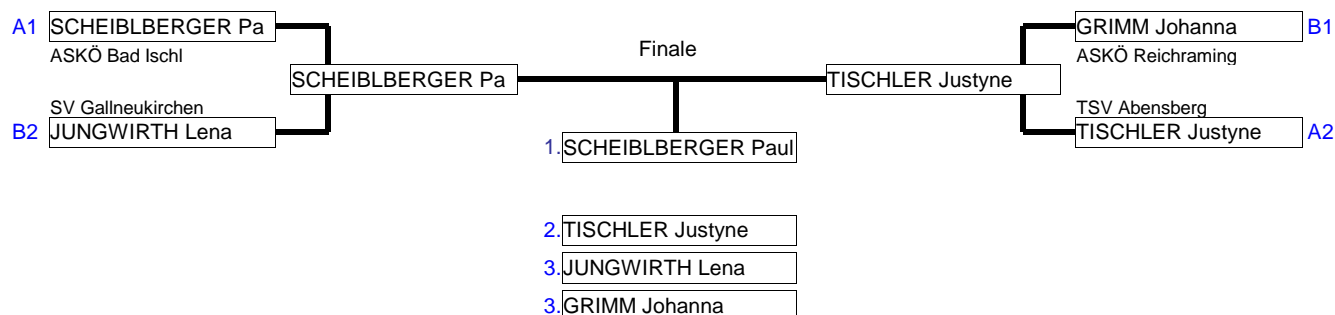 A1 SCHEIBLBERGER Pa
ASKÖ Bad Ischl
SV Gallneukirchen
B2 JUNGWIRTH Lena
SCHEIBLBERGER Pa
Finale
TISCHLER Justyne
GRIMM Johanna B1
ASKÖ Reichraming
TSV Abensberg
TISCHLER Justyne A2
1. SCHEIBLBERGER Paul
2. TISCHLER Justyne
3. JUNGWIRTH Lena
3. GRIMM Johanna